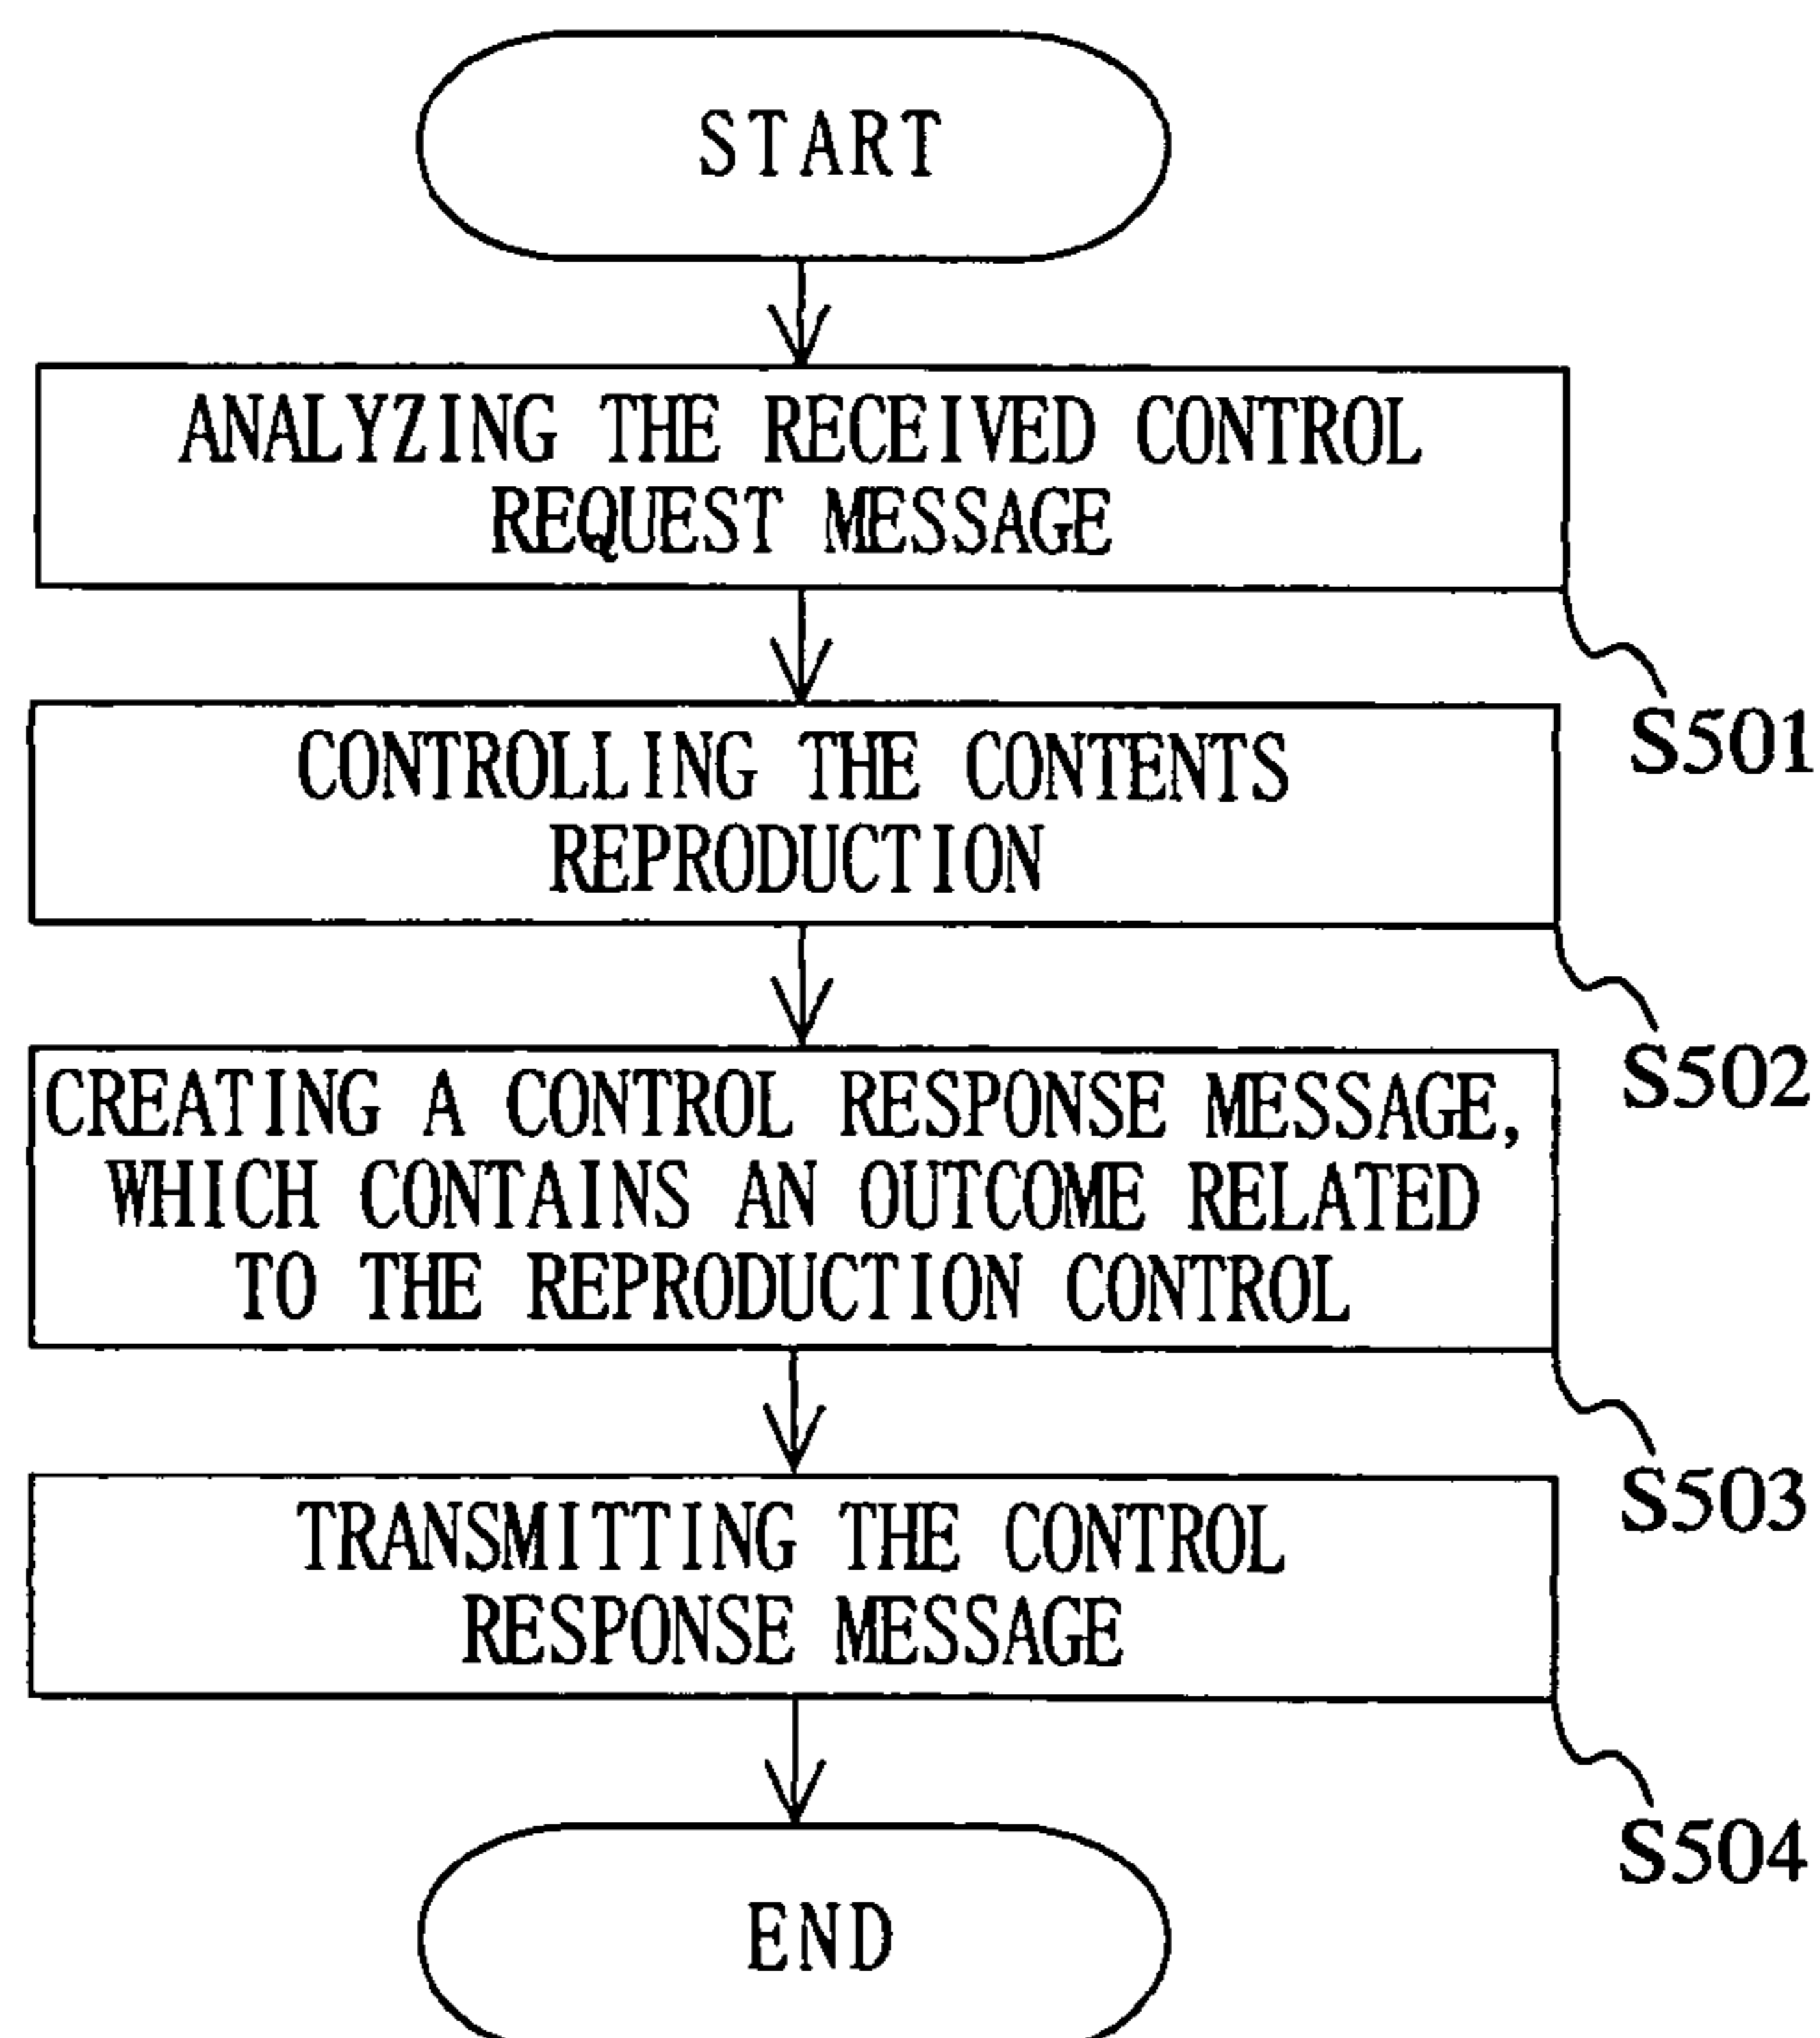 START
ANALYZING THE RECEIVED CONTROL
REQUEST MESSAGE
S501
CONTROLLING THE CONTENTS
REPRODUCTION
S502
CREATING A CONTROL RESPONSE MESSAGE,
WHICH CONTAINS AN OUTCOME RELATED
TO THE REPRODUCTION CONTROL
S503
TRANSMITTING THE CONTROL
RESPONSE MESSAGE
S504
END